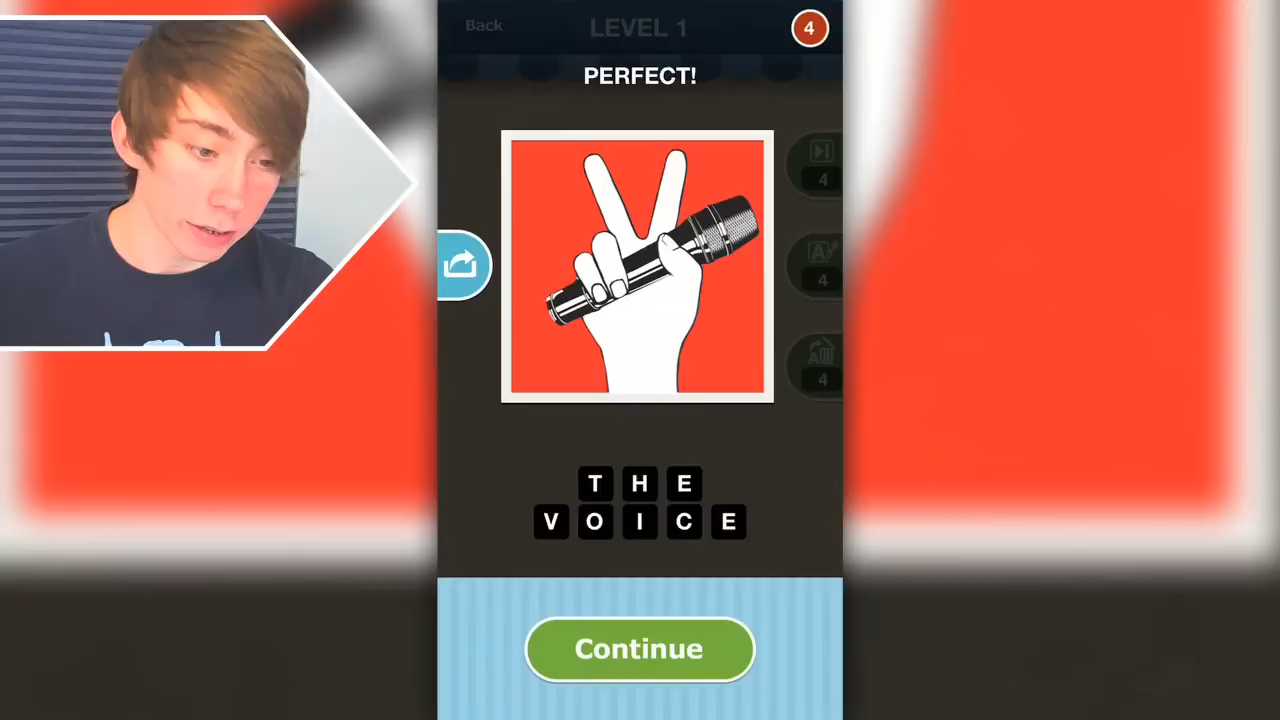 Back
LEVEL 1
4
PERFECT!
4
A
4
A
4
THE
VOICE
Continue